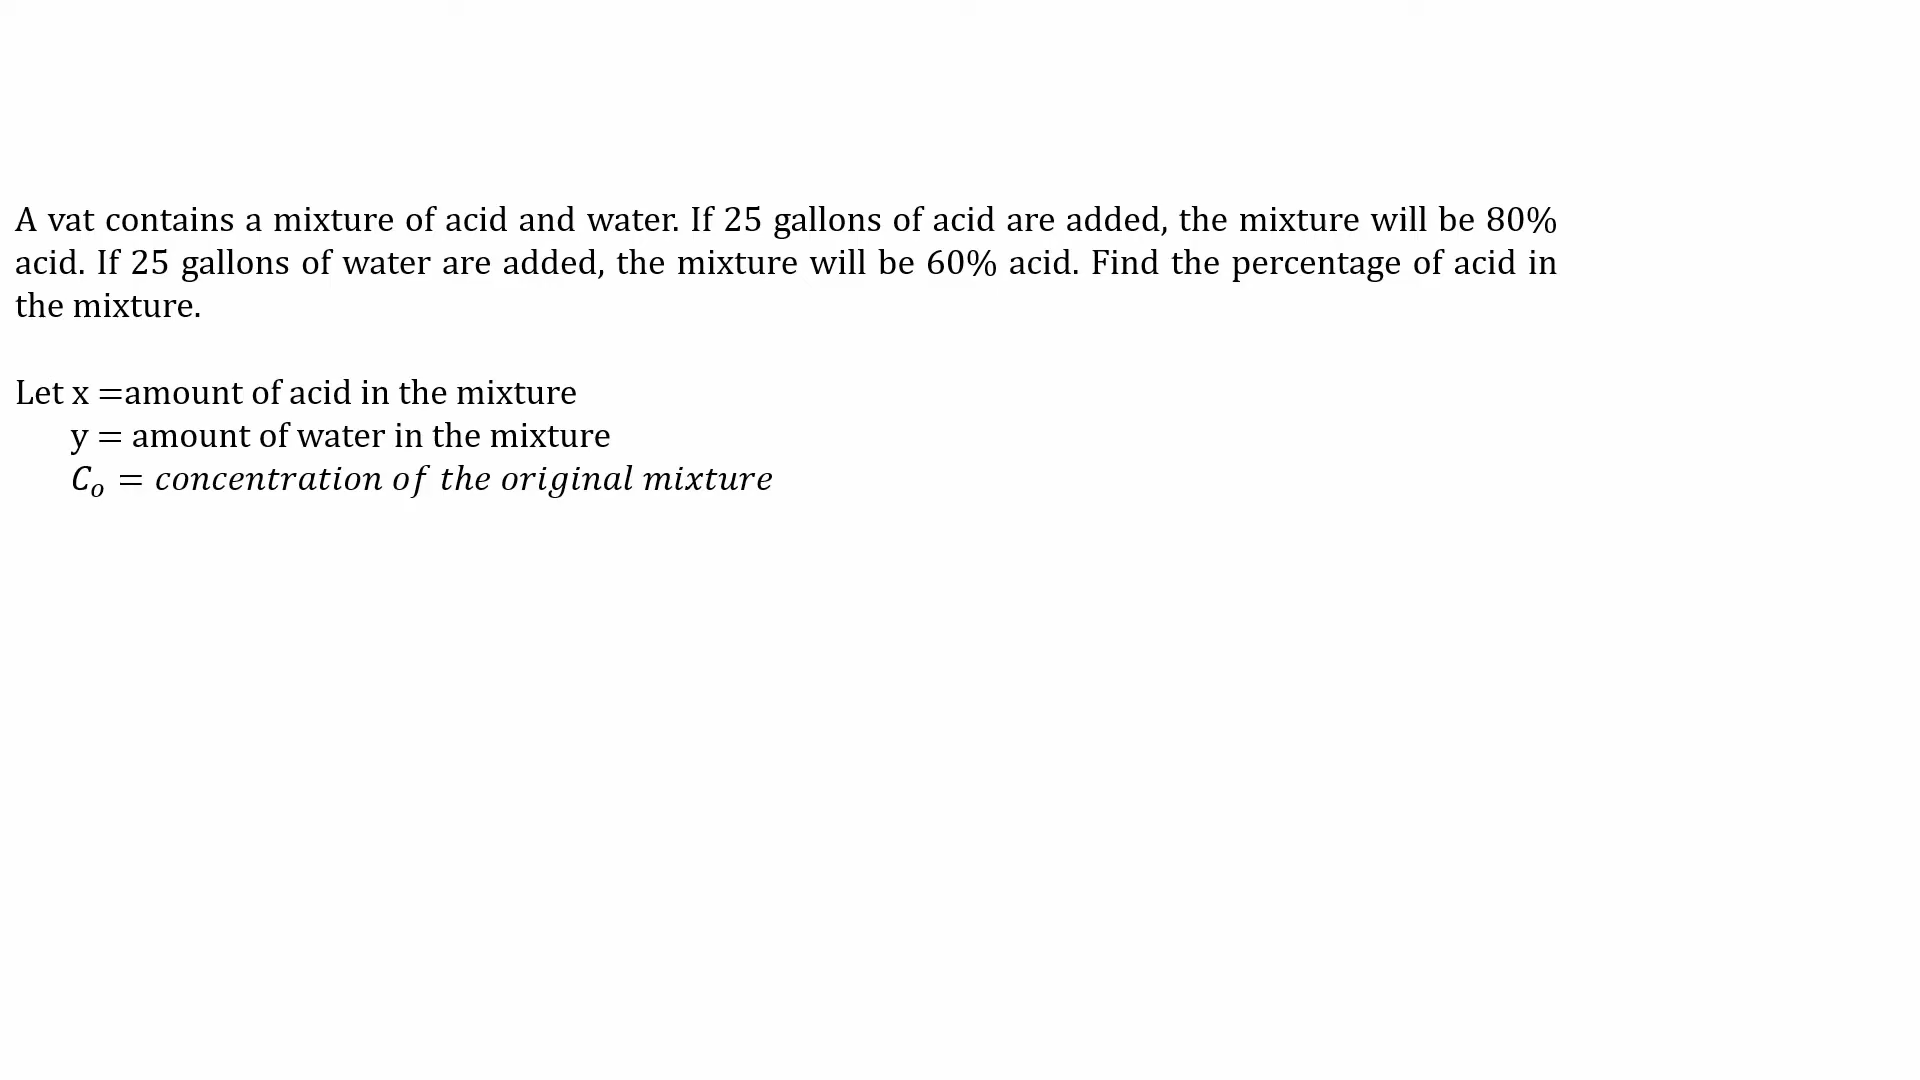 A vat contains a mixture of acid and water. If 25 gallons of acid are added, the mixture will be 80%
acid. If 25 gallons of water are added, the mixture will be 60% acid. Find the percentage of acid in
the mixture.
Let x =amount of acid in the mixture
y = amount of water in the mixture
Cₒ = concentration of the original mixture